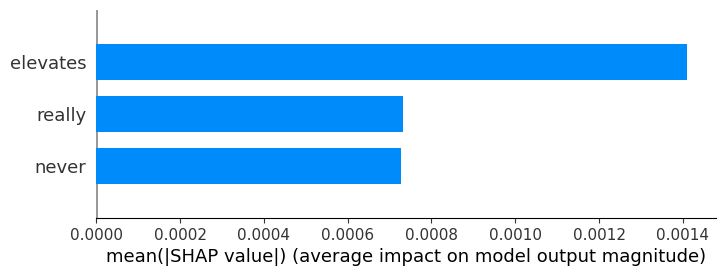 elevates
really
never
0.0000 0.0002 0.0004 0.0006 0.0008 0.0010 0.0012 0.0014
mean(|SHAP value|) (average impact on model output magnitude)